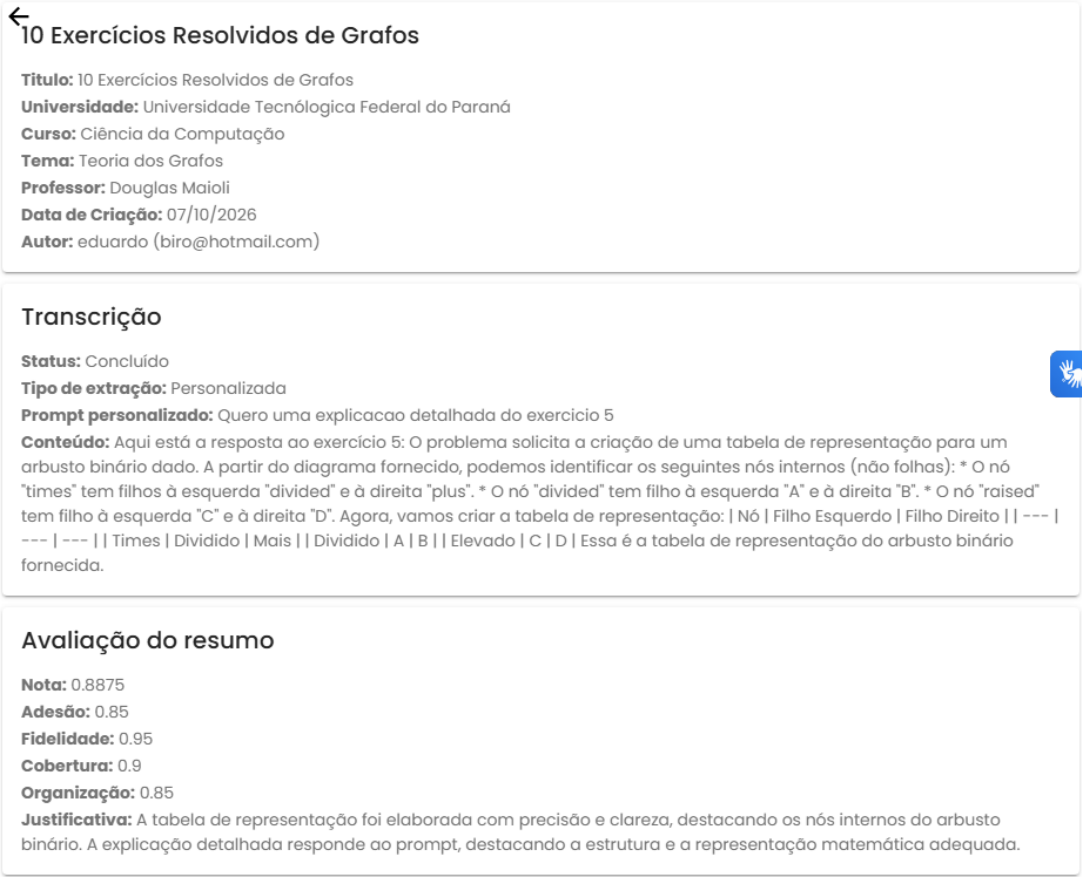 10 Exercícios Resolvidos de Grafos
Titulo: 10 Exercícios Resolvidos de Grafos
Universidade: Universidade Tecnólogica Federal do Paraná
Curso: Ciência da Computação
Tema: Teoria dos Grafos
Professor: Douglas Maioli
Data de Criação: 07/10/2026
Autor: eduardo (biro@hotmail.com)
Transcrição
Status: Concluído
Tipo de extração: Personalizada
Prompt personalizado: Quero uma explicacao detalhada do exercicio 5
Conteúdo: Aqui está a resposta ao exercício 5: O problema solicita a criação de uma tabela de representação para um
arbusto binário dado. A partir do diagrama fornecido, podemos identificar os seguintes nós internos (não folhas): * O nó
"times" tem filhos à esquerda "divided" e à direita "plus". * O nó "divided" tem filho à esquerda "A" e à direita "B". * O nó "raised"
tem filho à esquerda "C" e à direita "D". Agora, vamos criar a tabela de representação: | Nó | Filho Esquerdo | Filho Direito | | --- |
--- | --- | | Times | Dividido | Mais | | Dividido | A | B | | Elevado | C | D | Essa é a tabela de representação do arbusto binário
fornecida.
Avaliação do resumo
Nota: 0.8875
Adesão: 0.85
Fidelidade: 0.95
Cobertura: 0.9
Organização: 0.85
Justificativa: A tabela de representação foi elaborada com precisão e clareza, destacando os nós internos do arbusto
binário. A explicação detalhada responde ao prompt, destacando a estrutura e a representação matemática adequada.